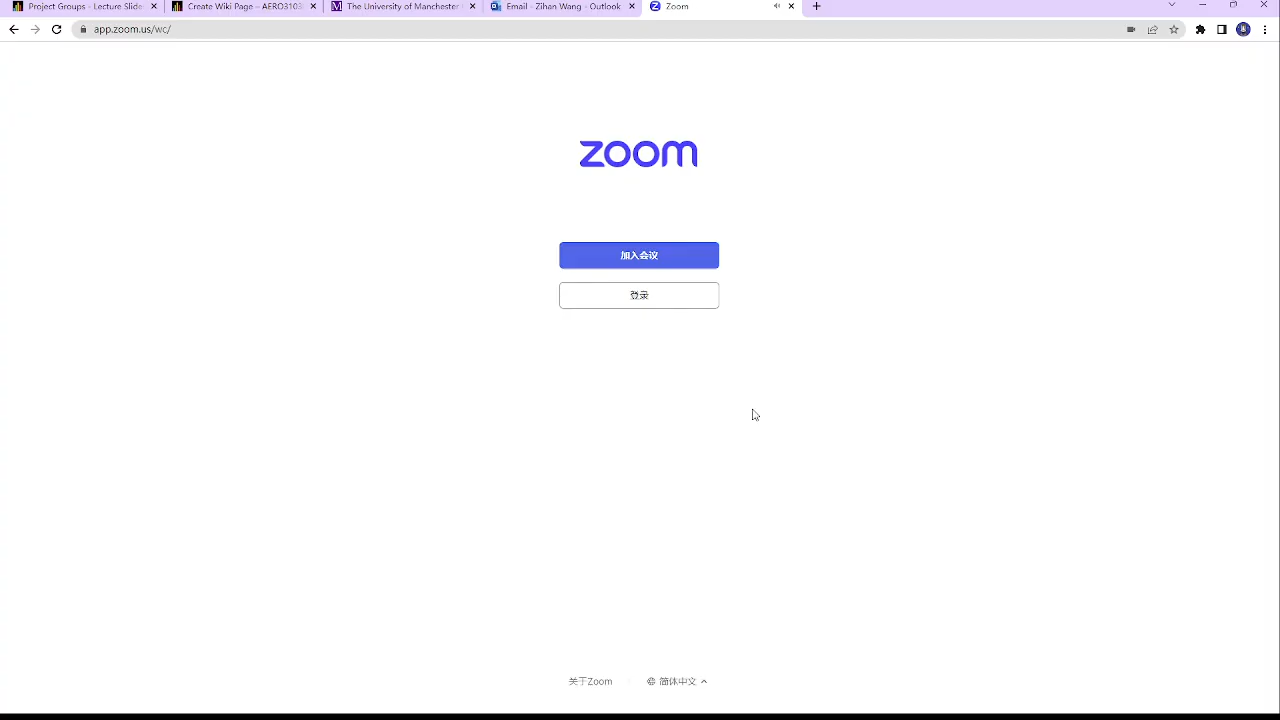 Project Groups - Lecture Slide
Create Wiki Page – AERO3103
The University of Manchester
Email - Zihan Wang - Outlook
Zoom
app.zoom.us/wc/
zoom
加入会议
登录
关于Zoom
简体中文